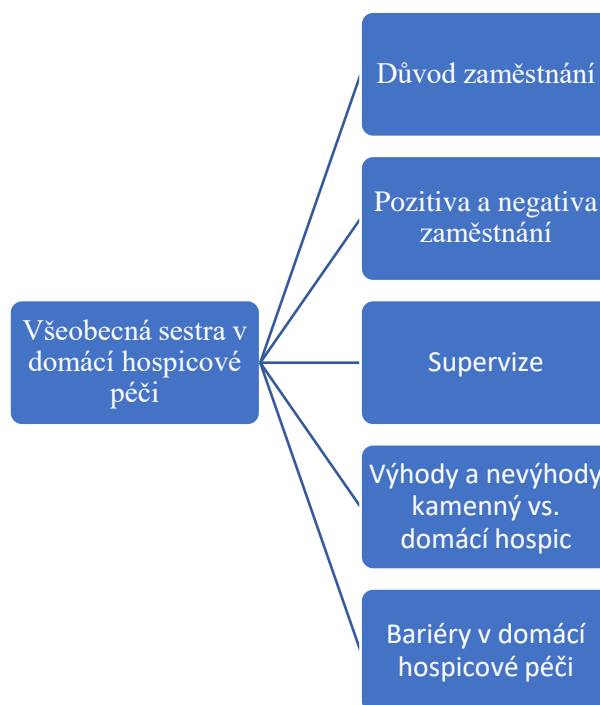 Důvod zaměstnání
Pozitiva a negativa
zaměstnání
Všeobecná sestra v
domácí hospicové
péči
Supervize
Výhody a nevýhody
kamenný vs.
domácí hospic
Bariéry v domácí
hospicové péči